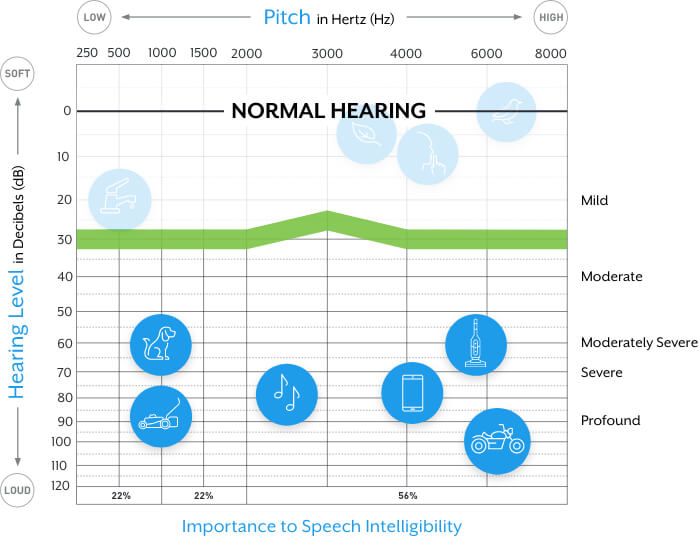 LOW
Pitch in Hertz (Hz)
HIGH
250 500 1000 1500 2000 3000 4000 6000 8000
SOFT
Hearing Level in Decibels (dB)
LOUD
0
NORMAL HEARING
10
20
Mild
30
40
Moderate
50
60
Moderately Severe
70
Severe
80
90
Profound
100
110
120
22% 22% 56%
Importance to Speech Intelligibility